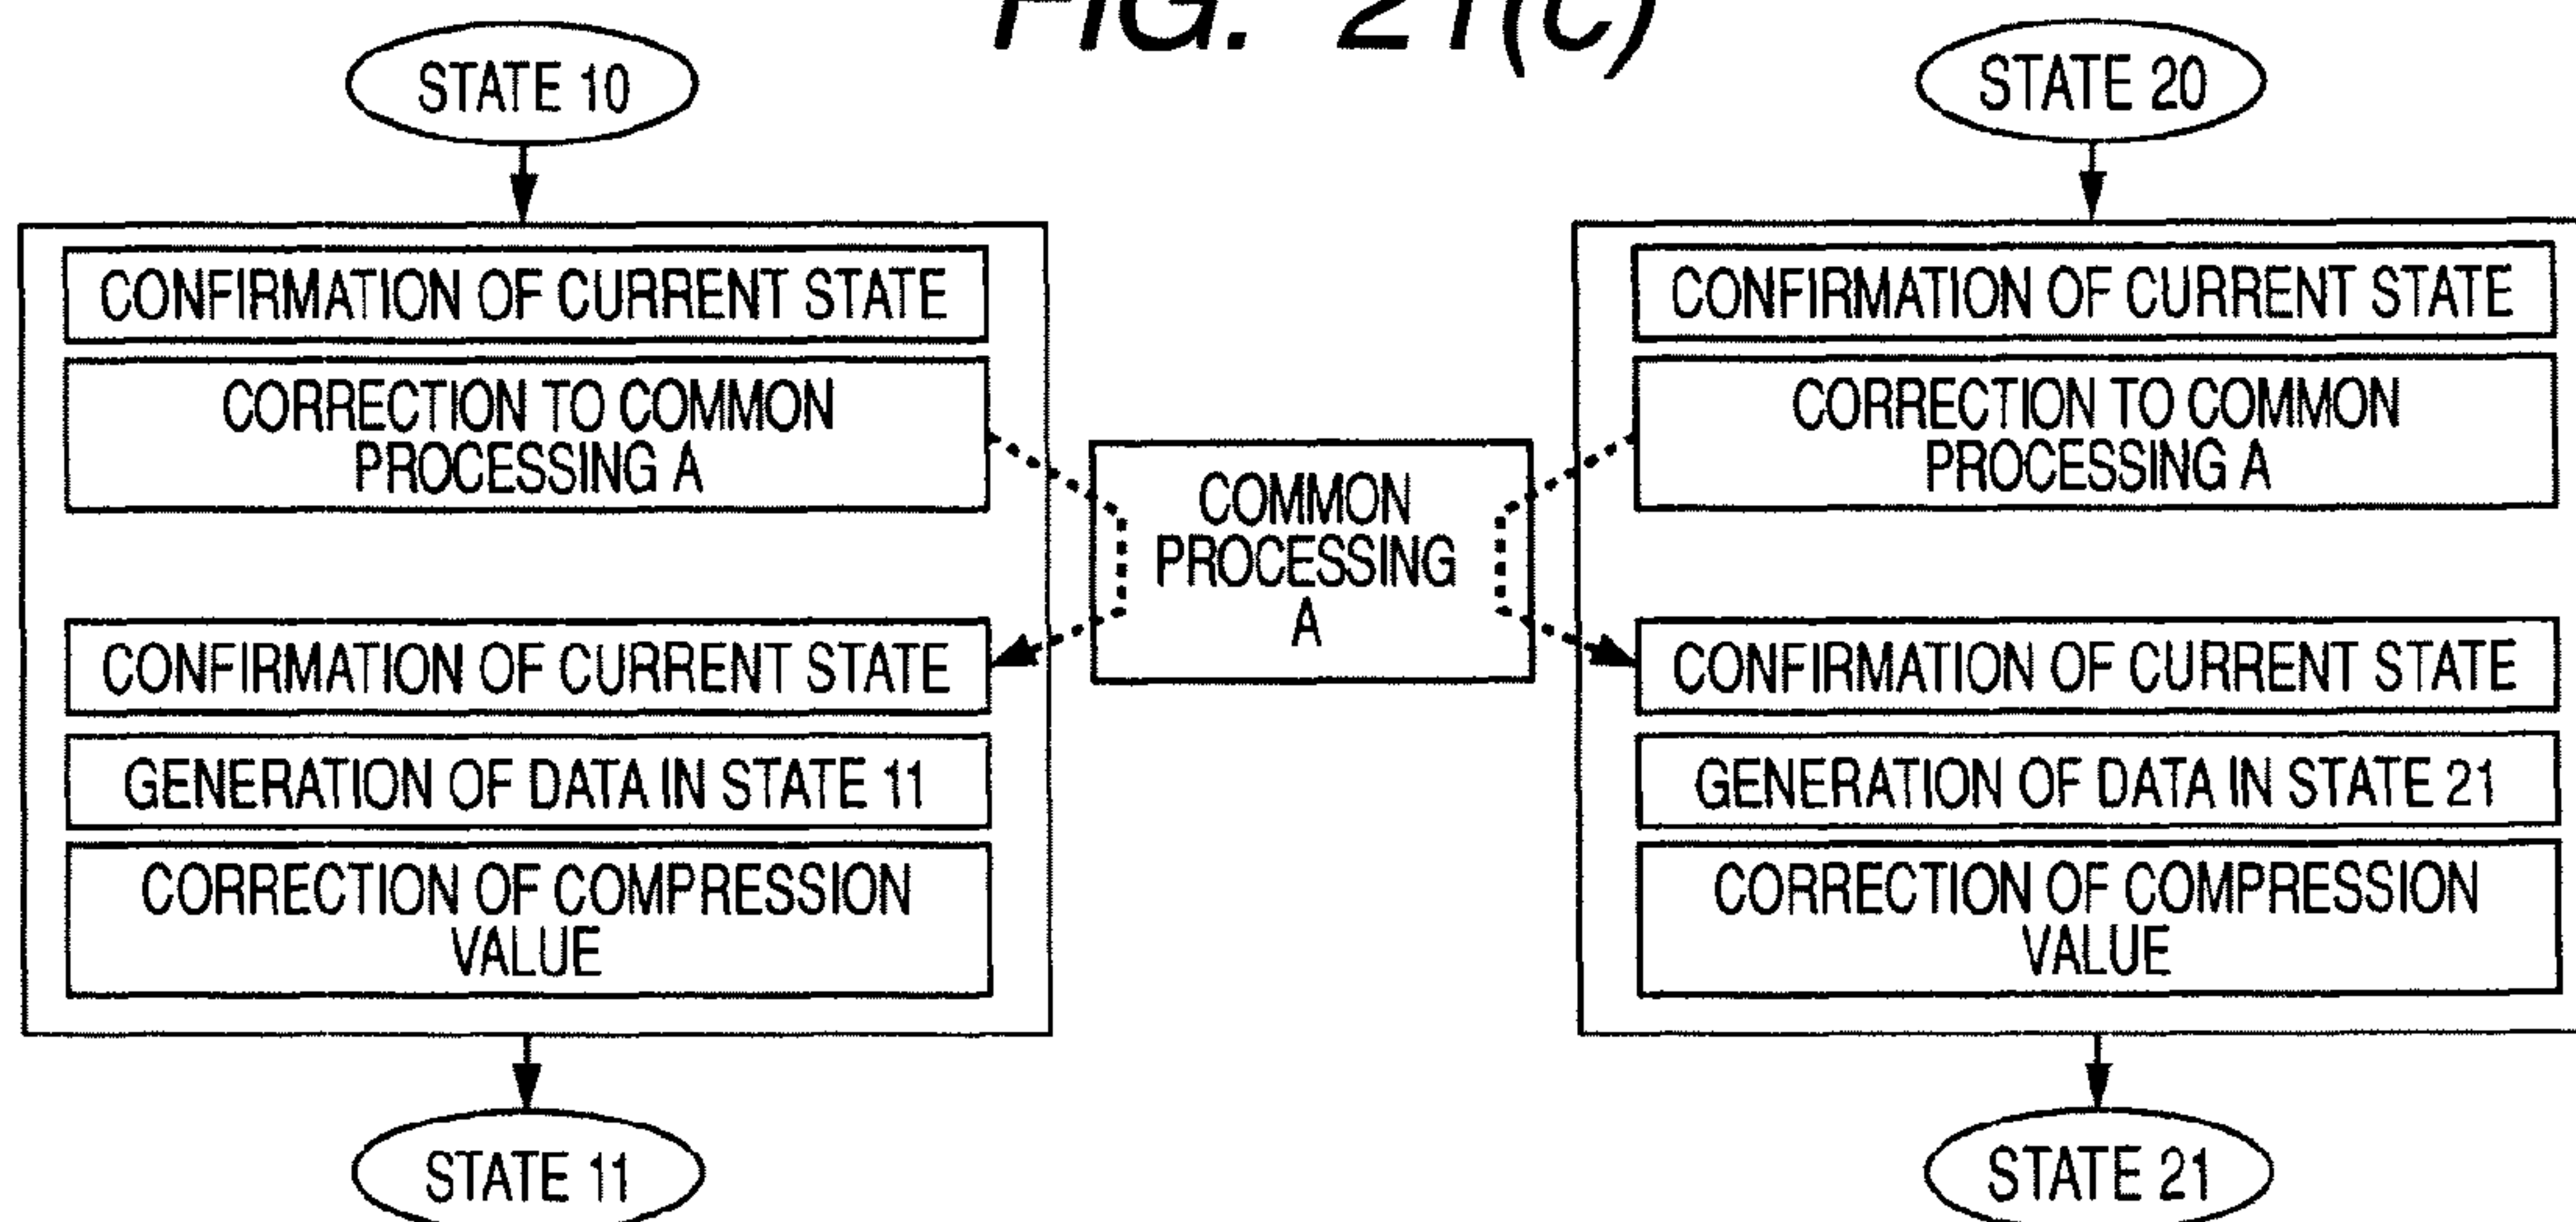 FIG. 21(c)
STATE 10
CONFIRMATION OF CURRENT STATE
CORRECTION TO COMMON
PROCESSING A
CONFIRMATION OF CURRENT STATE
GENERATION OF DATA IN STATE 11
CORRECTION OF COMPRESSION
VALUE
STATE 11
COMMON
PROCESSING
A
STATE 20
CONFIRMATION OF CURRENT STATE
CORRECTION TO COMMON
PROCESSING A
CONFIRMATION OF CURRENT STATE
GENERATION OF DATA IN STATE 21
CORRECTION OF COMPRESSION
VALUE
STATE 21